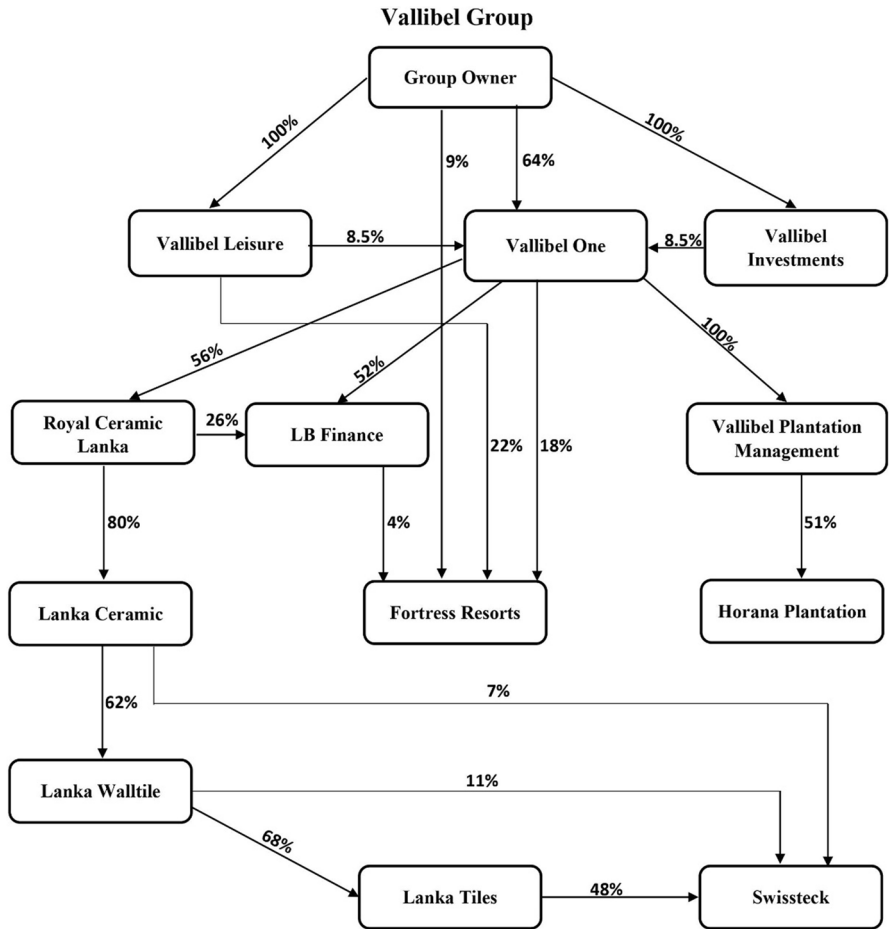 Vallibel Group
Group Owner
100%
9%
64%
100%
Vallibel Leisure
8.5%
Vallibel One
8.5%
Vallibel
Investments
56%
52%
100%
Royal Ceramic
Lanka
26%
LB Finance
22%
18%
Vallibel Plantation
Management
80%
4%
51%
Lanka Ceramic
Fortress Resorts
Horana Plantation
62%
7%
Lanka Walltile
11%
68%
Lanka Tiles
48%
Swissteck